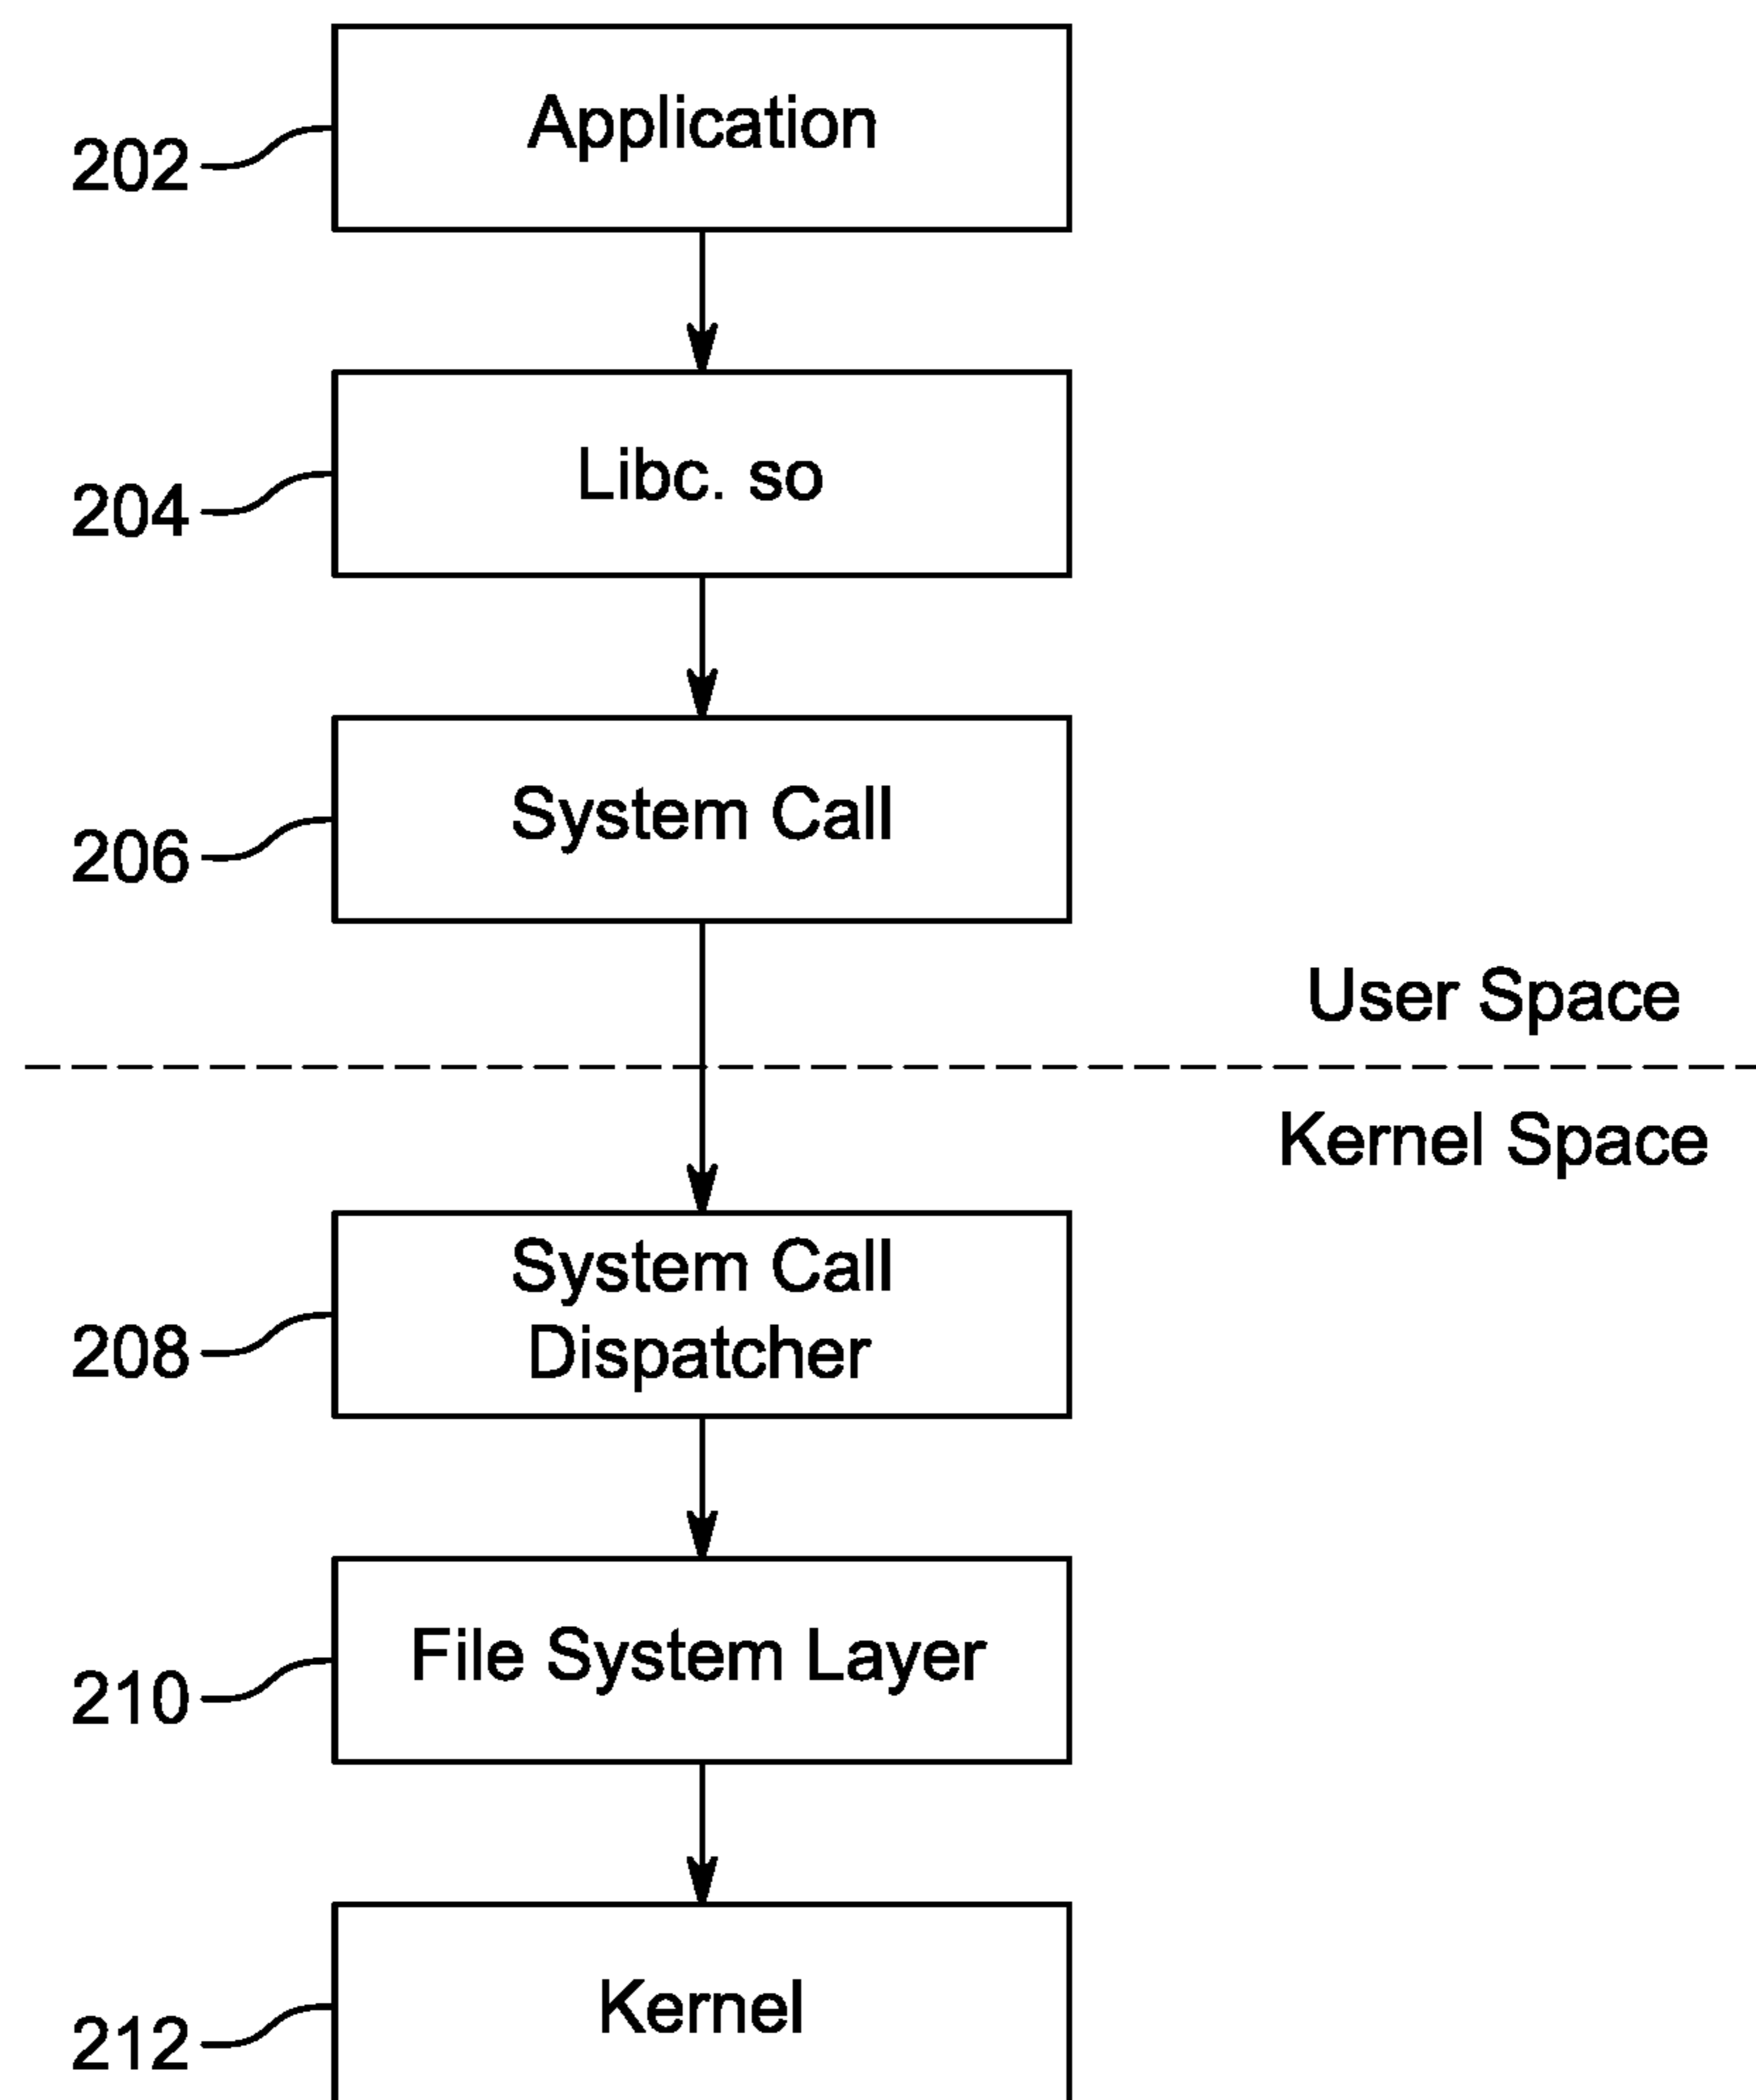 Application
202
Libc. so
204
System Call
206
User Space
Kernel Space
System Call
Dispatcher
208
File System Layer
210
Kernel
212